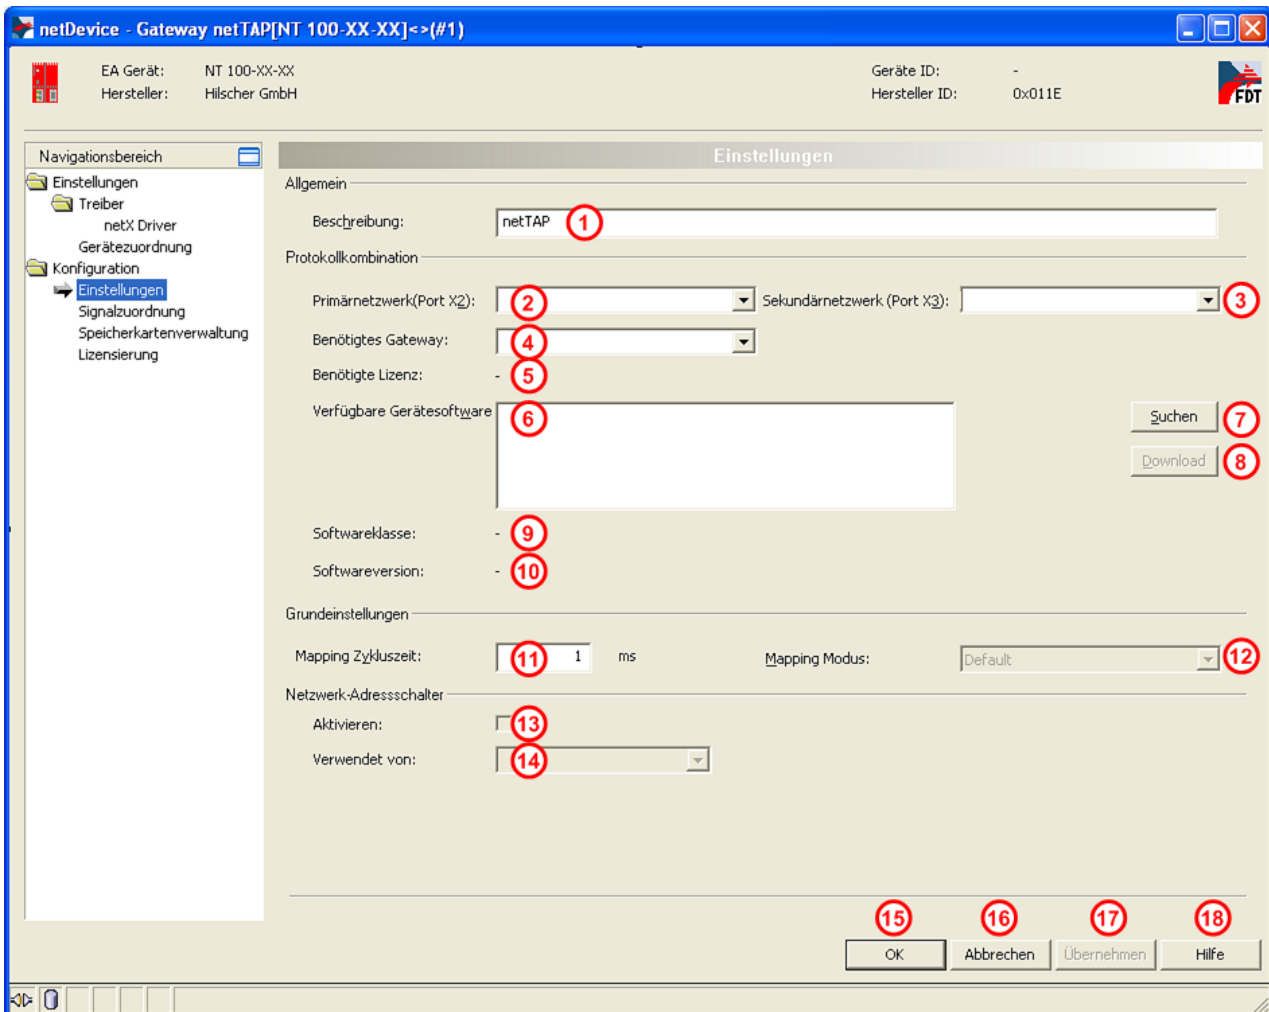 netDevice - Gateway netTAP[NT 100-XX-XX]<>(#1)
EA Gerät: NT 100-XX-XX Geräte ID: -
Hersteller: Hilscher GmbH Hersteller ID: 0x011E
FDT
Navigationsbereich
Einstellungen
Treiber
netX Driver
Gerätezuordnung
Konfiguration
Einstellungen
Signalzuordnung
Speicherkartenverwaltung
Lizensierung
Einstellungen
Allgemein
Beschreibung: netTAP 1
Protokollkombination
Primärnetzwerk(Port X2): 2 Sekundärnetzwerk (Port X3): 3
Benötigtes Gateway: 4
Benötigte Lizenz: - 5
Verfügbare Gerätesoftware 6 Suchen 7
Download 8
Softwareklasse: - 9
Softwareversion: - 10
Grundeinstellungen
Mapping Zykluszeit: 11 1 ms Mapping Modus: Default 12
Netzwerk-Adressschalter
Aktivieren: 13
Verwendet von: 14
15 16 17 18
OK Abbrechen Übernehmen Hilfe